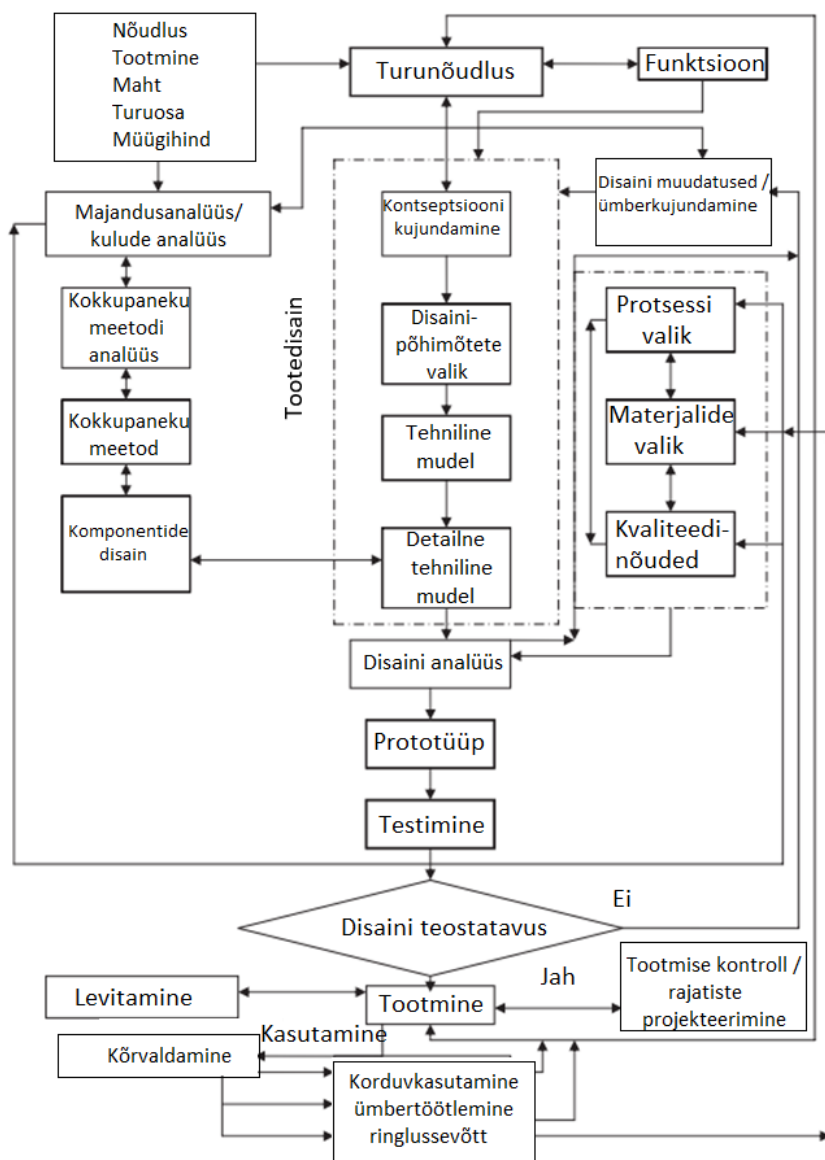 Nõudlus
Tootmine
Maht
Turuosa
Müügihind
Turunõudlus
Funktsioon
Majandusanalüüs/
kulude analüüs
Kontseptsiooni
kujundamine
Disaini muudatused /
ümberkujundamine
Kokkupaneku
meetodi
analüüs
Tootedisain
Disaini-
põhimõtete
valik
Protsessi
valik
Kokkupaneku
meetod
Tehniline
mudel
Materjalide
valik
Komponentide
disain
Detailne
tehniline
mudel
Kvaliteedi-
nõuded
Disaini analüüs
Prototüüp
Testimine
Ei
Disaini teostatavus
Jah
Levitamine
Tootmine
Tootmise kontroll /
rajatiste
projekteerimine
Kasutamine
Kõrvaldamine
Korduvkasutamine
ümbertöötlemine
ringlussevõtt